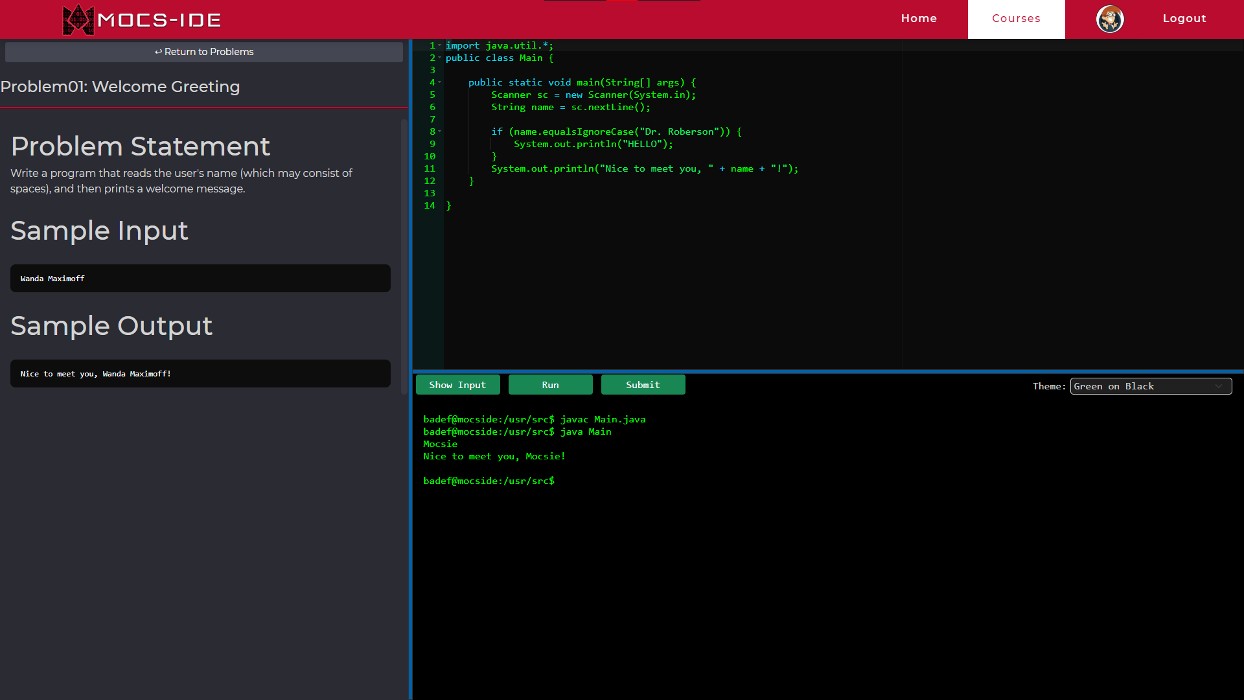 MOCS-IDE
Home
Courses
Logout
↩ Return to Problems
Problem01: Welcome Greeting
Problem Statement
Write a program that reads the user's name (which may consist of
spaces), and then prints a welcome message.
Sample Input
Wanda Maximoff
Sample Output
Nice to meet you, Wanda Maximoff!
1 import java.util.*;
2 public class Main {
3
4     public static void main(String[] args) {
5         Scanner sc = new Scanner(System.in);
6         String name = sc.nextLine();
7
8         if (name.equalsIgnoreCase("Dr. Roberson")) {
9             System.out.println("HELLO");
10         }
11         System.out.println("Nice to meet you, " + name + "!");
12     }
13
14 }
Show Input
Run
Submit
Theme: Green on Black
badef@mocside:/usr/src$ javac Main.java
badef@mocside:/usr/src$ java Main
Mocsie
Nice to meet you, Mocsie!
badef@mocside:/usr/src$